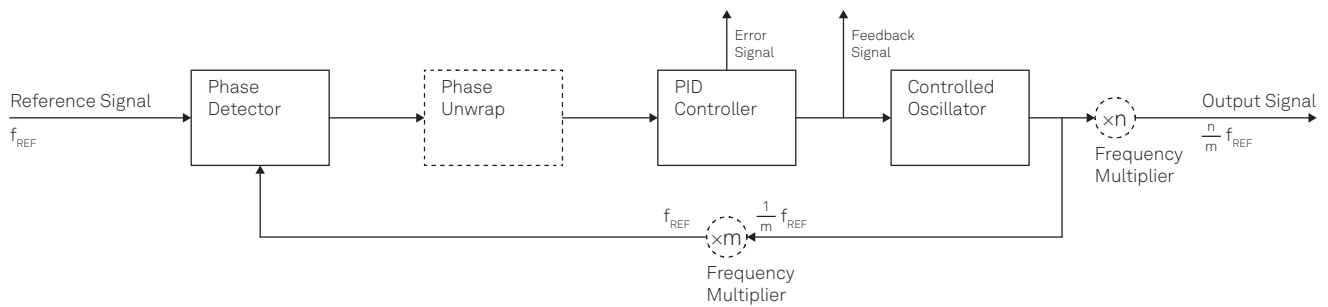 Error
Signal
Feedback
Signal
Reference Signal
f_REF
Phase
Detector
Phase
Unwrap
PID
Controller
Controlled
Oscillator
×n
Frequency
Multiplier
Output Signal
n/m f_REF
f_REF
×m
1/m f_REF
Frequency
Multiplier